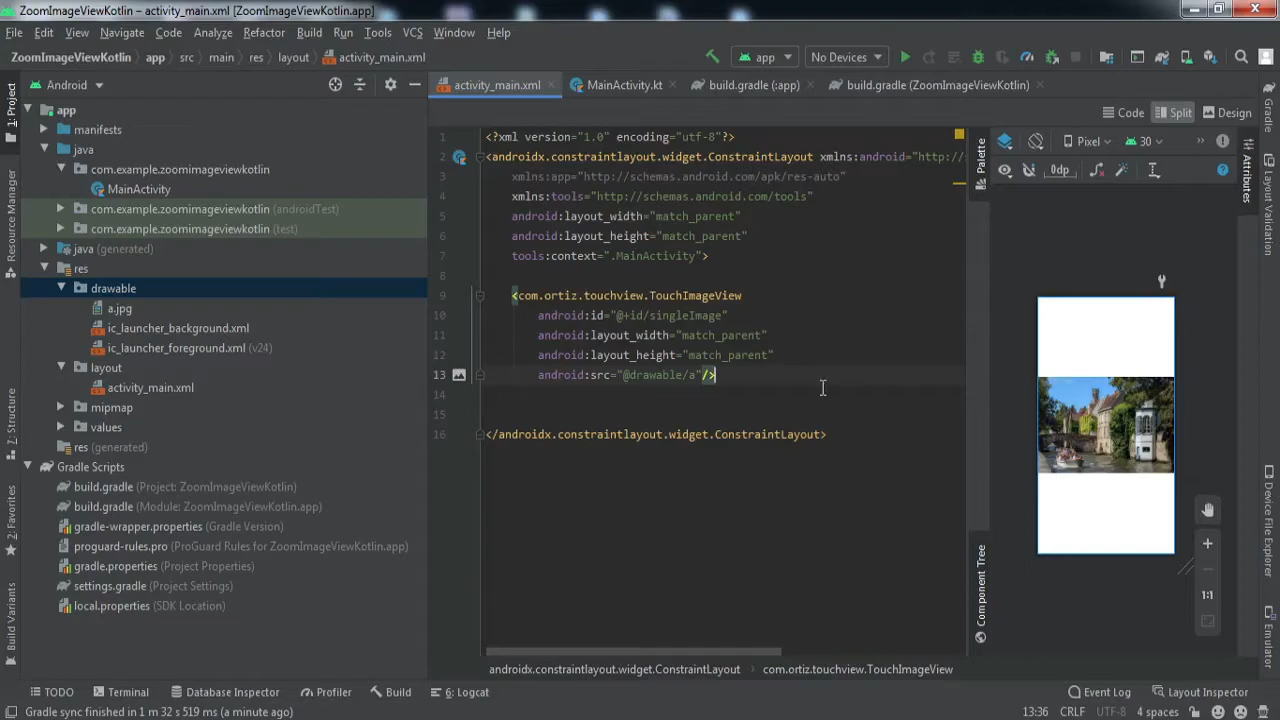 ZoomImageViewKotlin – activity_main.xml [ZoomImageViewKotlin.app]
File Edit View Navigate Code Analyze Refactor Build Run Tools VCS Window Help
ZoomImageViewKotlin app src main res layout activity_main.xml app No Devices
Android
activity_main.xml MainActivity.kt build.gradle (:app) build.gradle (ZoomImageViewKotlin)
Code Split Design
1: Project
Resource Manager
7: Structure
2: Favorites
Build Variants
app
manifests
java
com.example.zoomimageviewkotlin
MainActivity
com.example.zoomimageviewkotlin (androidTest)
com.example.zoomimageviewkotlin (test)
java (generated)
res
drawable
a.jpg
ic_launcher_background.xml
ic_launcher_foreground.xml (v24)
layout
activity_main.xml
mipmap
values
res (generated)
Gradle Scripts
build.gradle (Project: ZoomImageViewKotlin)
build.gradle (Module: ZoomImageViewKotlin.app)
gradle-wrapper.properties (Gradle Version)
proguard-rules.pro (ProGuard Rules for ZoomImageViewKotlin.app)
gradle.properties (Project Properties)
settings.gradle (Project Settings)
local.properties (SDK Location)
1 <?xml version="1.0" encoding="utf-8"?>
2 <androidx.constraintlayout.widget.ConstraintLayout xmlns:android="http:/
3 xmlns:app="http://schemas.android.com/apk/res-auto"
4 xmlns:tools="http://schemas.android.com/tools"
5 android:layout_width="match_parent"
6 android:layout_height="match_parent"
7 tools:context=".MainActivity">
8
9 <com.ortiz.touchview.TouchImageView
10 android:id="@+id/singleImage"
11 android:layout_width="match_parent"
12 android:layout_height="match_parent"
13 android:src="@drawable/a"/>
14
15
16 </androidx.constraintlayout.widget.ConstraintLayout>
androidx.constraintlayout.widget.ConstraintLayout com.ortiz.touchview.TouchImageView
Palette
Component Tree
Pixel 30
0dp
1:1
Attributes
Gradle
Layout Validation
Device File Explorer
Emulator
TODO Terminal Database Inspector Profiler Build 6: Logcat Event Log Layout Inspector
Gradle sync finished in 1 m 32 s 519 ms (a minute ago) 13:36 CRLF UTF-8 4 spaces